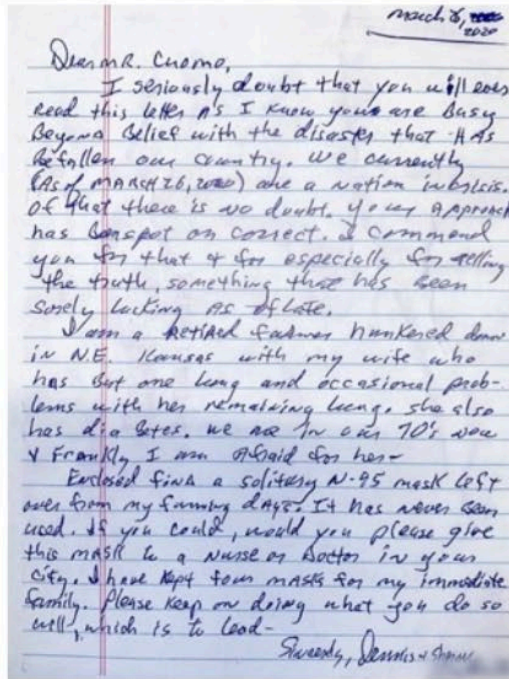 march 26,
2020
Dear mR. Cuomo,
I seriously doubt that you will ever
read this letter as I know your are Busy
Beyond Belief with the disaster that HAS
Befallen our country. We currently
(As of MARCH 26, 2020) are a nation in crisis.
of that there is no doubt. your Approach
has been spot on correct. I commend
you for that & for especially for telling
the truth, something that has been
sorely lacking As of late.
I am a Retired farmer hunkered down
in N.E. Kansas with my wife who
has But one lung and occasional prob-
lems with her remaining lung. she also
has diabetes. we are in our 70's now
& Frankly I am Afraid for her-
Enclosed find a solitary N-95 mask left
over from my farming days. It has never been
used. If you could, would you please give
this mask to a Nurse or Doctor in your
city. I have kept four masks for my immediate
family. Please keep on doing what you do so
well, which is to lead-
Sincerely, Dennis &